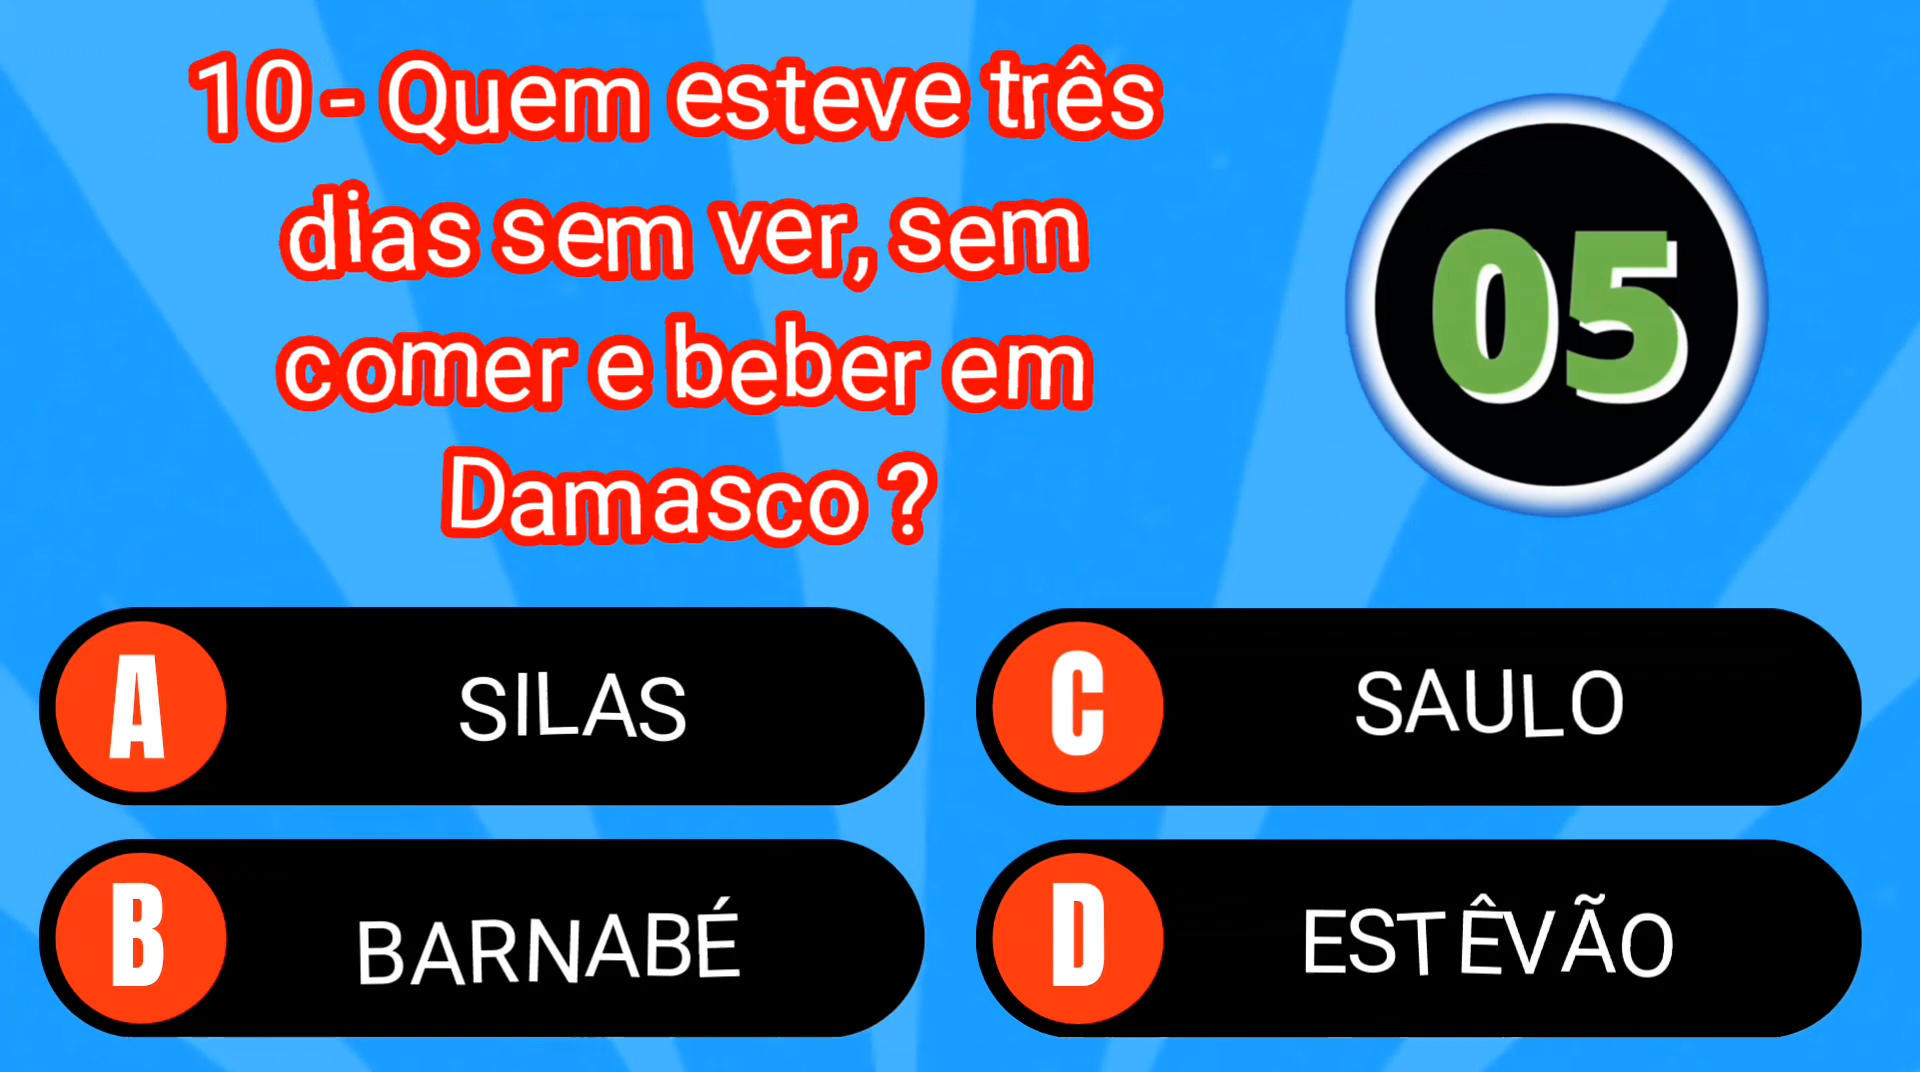 10 - Quem esteve três
dias sem ver, sem
comer e beber em
Damasco ?
05
A SILAS
C SAULO
B BARNABÉ
D ESTÊVÃO